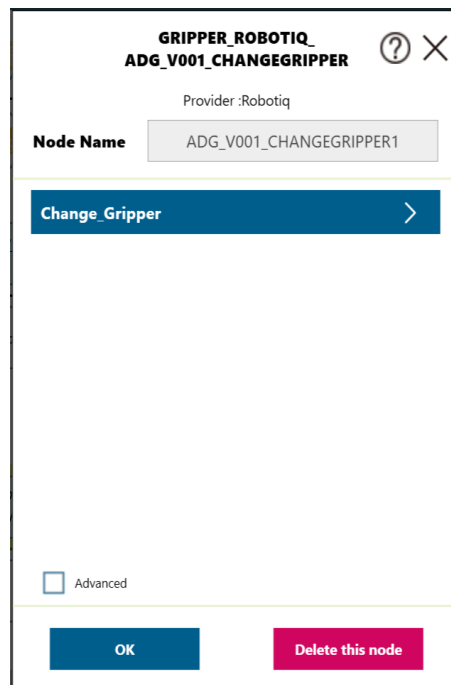 GRIPPER_ROBOTIQ_
ADG_V001_CHANGEGRIPPER
Provider :Robotiq
Node Name
ADG_V001_CHANGEGRIPPER1
Change_Gripper
Advanced
OK
Delete this node